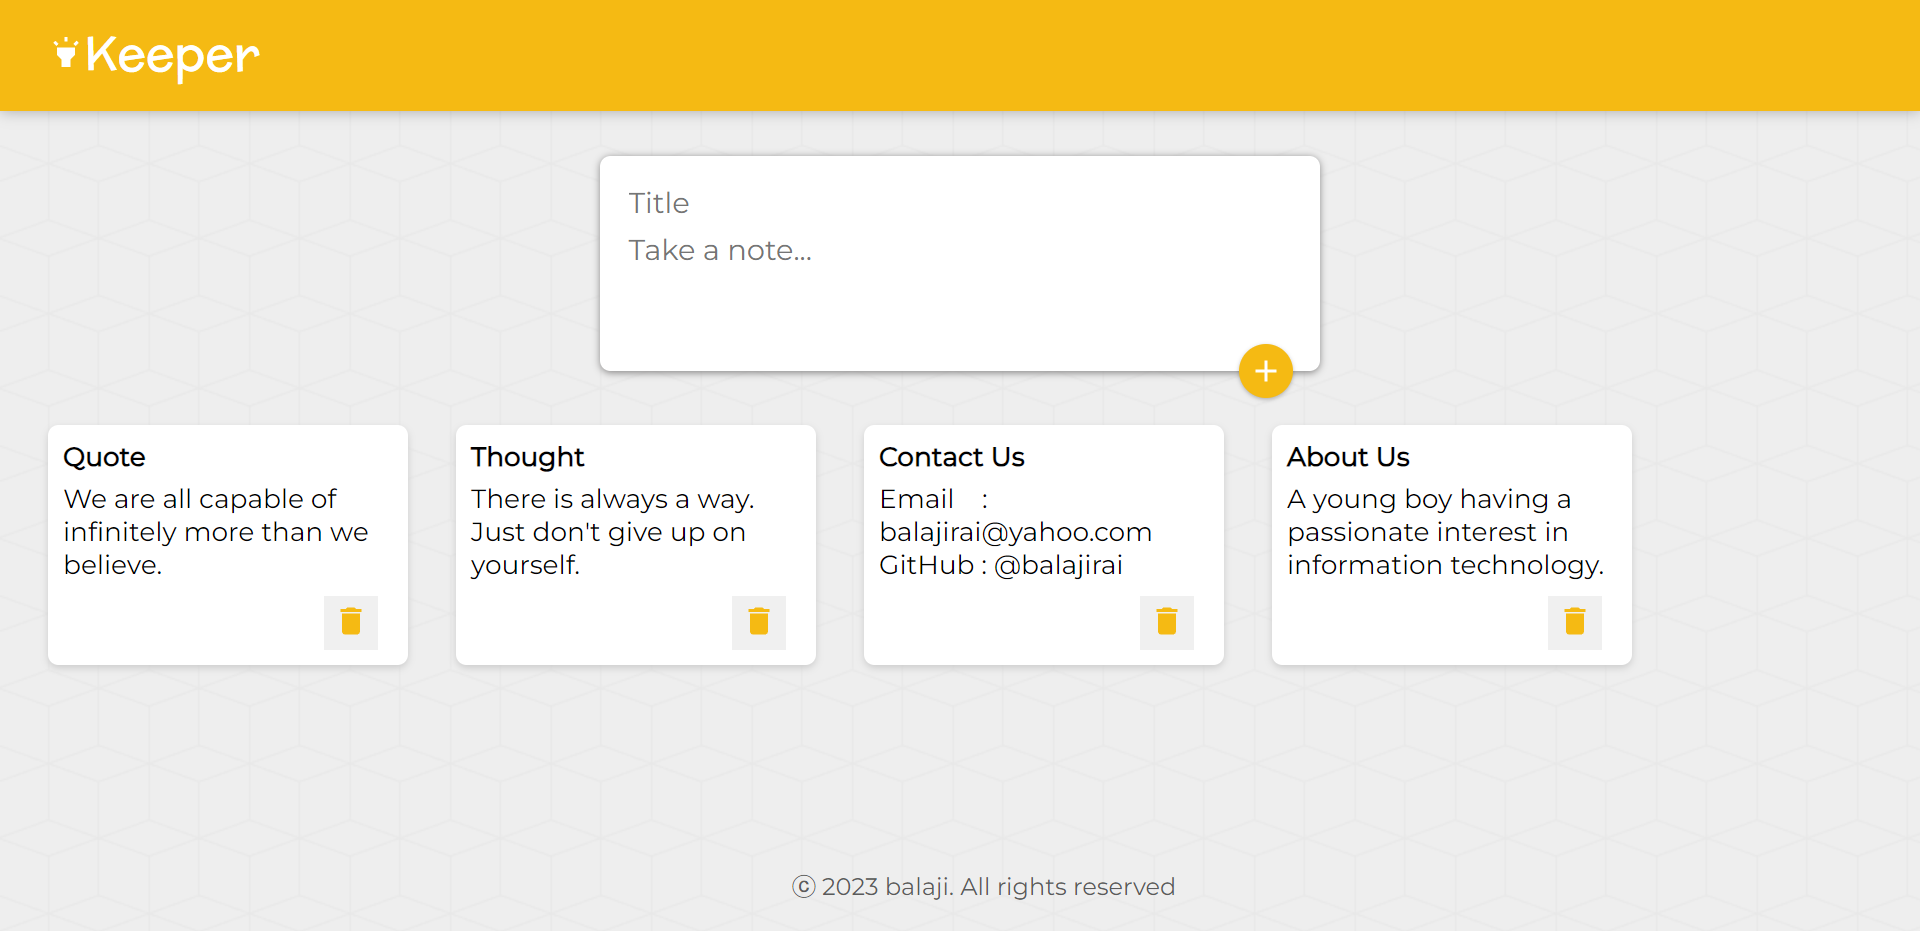 Keeper
Title
Take a note...
Quote
We are all capable of
infinitely more than we
believe.
Thought
There is always a way.
Just don't give up on
yourself.
Contact Us
Email    :
balajirai@yahoo.com
GitHub : @balajirai
About Us
A young boy having a
passionate interest in
information technology.
© 2023 balaji. All rights reserved